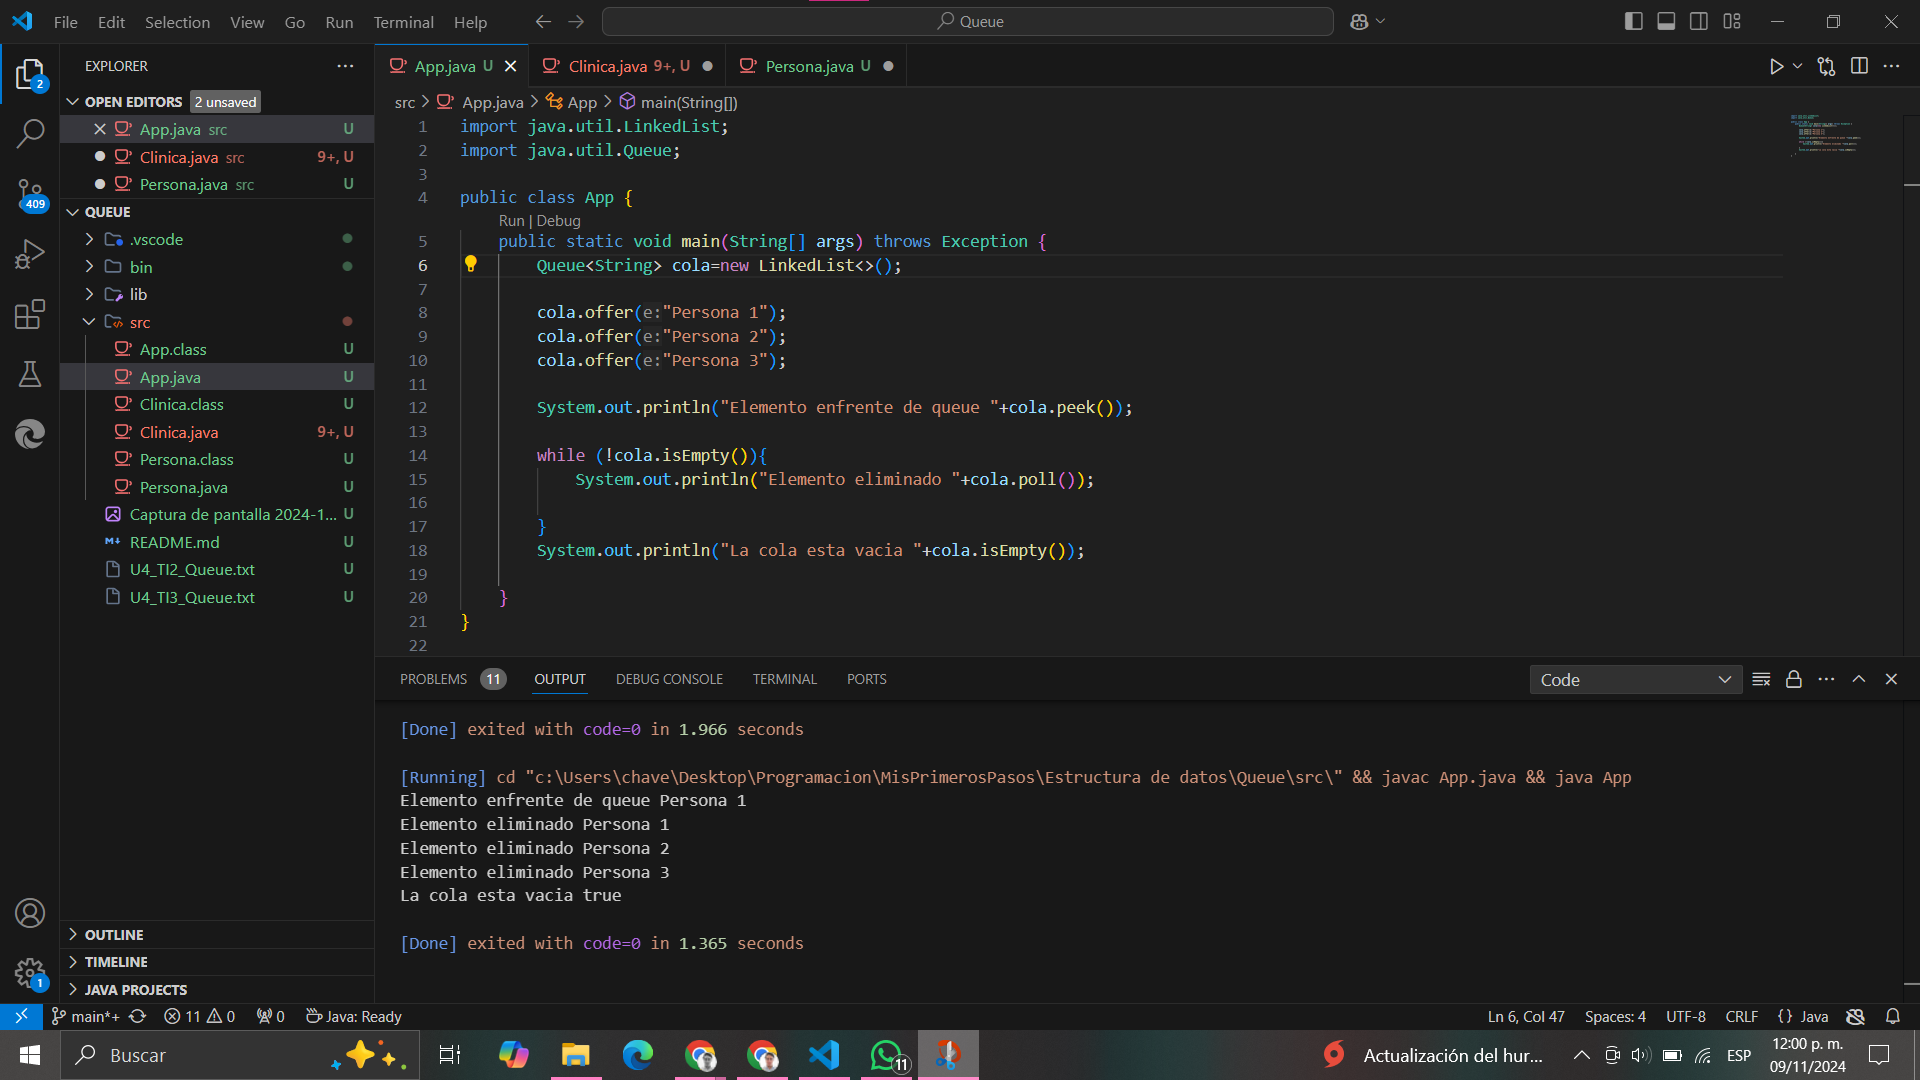 File Edit Selection View Go Run Terminal Help
Queue
EXPLORER
OPEN EDITORS 2 unsaved
App.java src U
Clinica.java src 9+, U
Persona.java src U
QUEUE
.vscode
bin
lib
src
App.class U
App.java U
Clinica.class U
Clinica.java 9+, U
Persona.class U
Persona.java U
Captura de pantalla 2024-1... U
README.md U
U4_TI2_Queue.txt U
U4_TI3_Queue.txt U
OUTLINE
TIMELINE
JAVA PROJECTS
2
409
1
App.java U
Clinica.java 9+, U
Persona.java U
src > App.java > App > main(String[])
1 import java.util.LinkedList;
2 import java.util.Queue;
3
4 public class App {
Run | Debug
5 public static void main(String[] args) throws Exception {
6 Queue<String> cola=new LinkedList<>();
7
8 cola.offer(e:"Persona 1");
9 cola.offer(e:"Persona 2");
10 cola.offer(e:"Persona 3");
11
12 System.out.println("Elemento enfrente de queue "+cola.peek());
13
14 while (!cola.isEmpty()){
15 System.out.println("Elemento eliminado "+cola.poll());
16
17 }
18 System.out.println("La cola esta vacia "+cola.isEmpty());
19
20 }
21 }
22
PROBLEMS 11 OUTPUT DEBUG CONSOLE TERMINAL PORTS
Code
[Done] exited with code=0 in 1.966 seconds
[Running] cd "c:\Users\chave\Desktop\Programacion\MisPrimerosPasos\Estructura de datos\Queue\src\" && javac App.java && java App
Elemento enfrente de queue Persona 1
Elemento eliminado Persona 1
Elemento eliminado Persona 2
Elemento eliminado Persona 3
La cola esta vacia true
[Done] exited with code=0 in 1.365 seconds
main*+ 11 0 0 Java: Ready
Ln 6, Col 47 Spaces: 4 UTF-8 CRLF {} Java
Buscar
11
Actualización del hur...
ESP
12:00 p. m.
09/11/2024